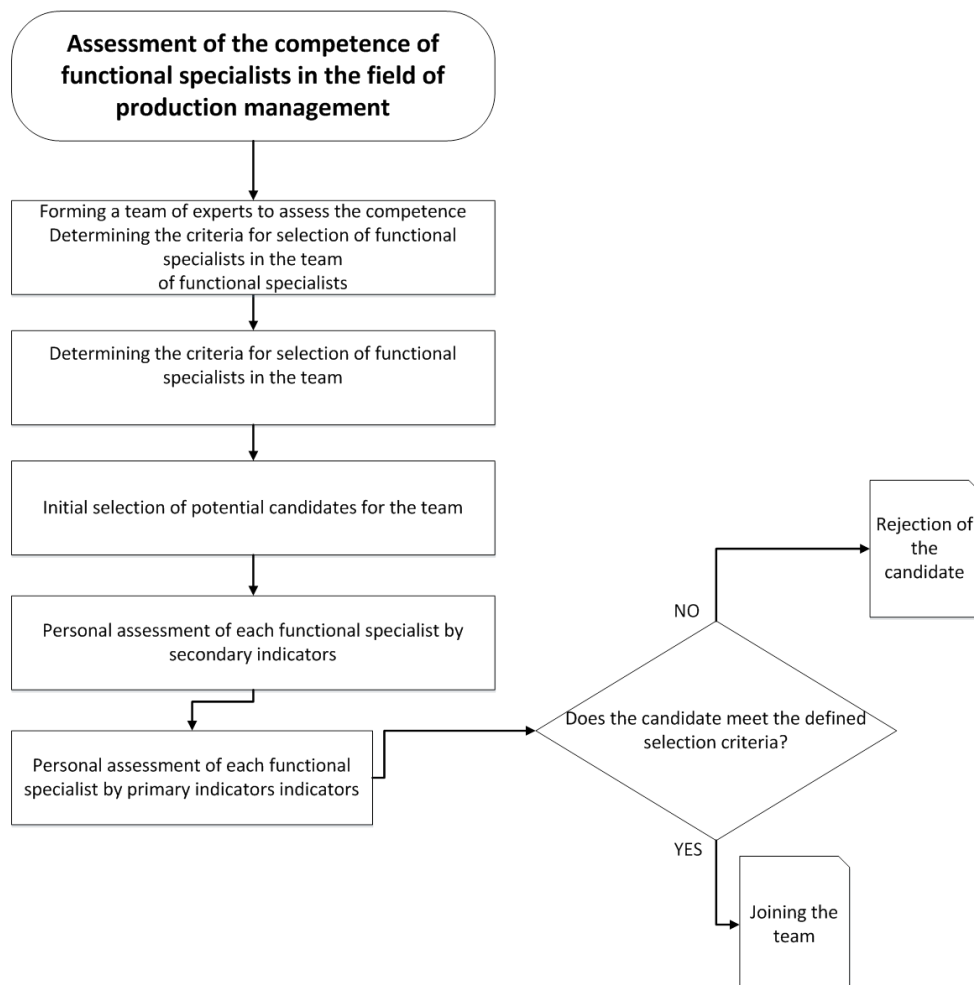 Assessment of the competence of
functional specialists in the field of
production management
Forming a team of experts to assess the competence
Determining the criteria for selection of functional
specialists in the team
of functional specialists
Determining the criteria for selection of functional
specialists in the team
Initial selection of potential candidates for the team
Personal assessment of each functional specialist by
secondary indicators
Personal assessment of each functional
specialist by primary indicators indicators
Does the candidate meet the defined
selection criteria?
NO
Rejection of
the
candidate
YES
Joining the
team